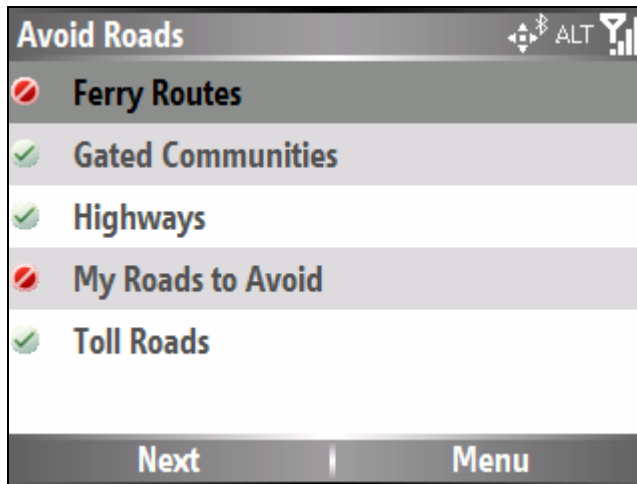 Avoid Roads ALT
Ferry Routes
Gated Communities
Highways
My Roads to Avoid
Toll Roads
Next Menu